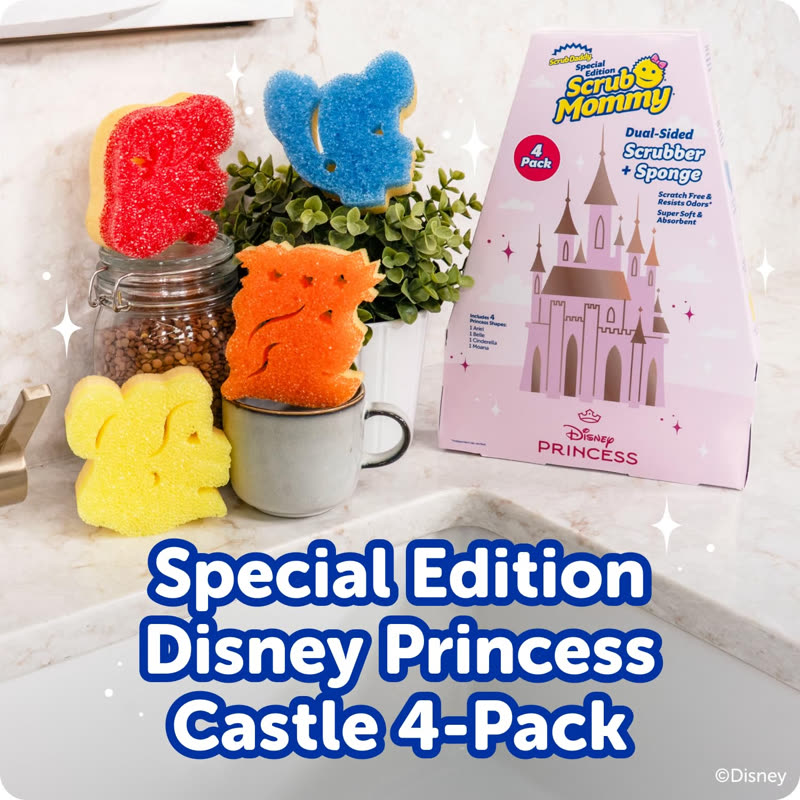 Scrub Daddy
Special
Edition
Scrub
Mommy
4
Pack
Dual-Sided
Scrubber
+ Sponge
Scratch Free &
Resists Odors*
Super Soft &
Absorbent
Includes 4
Princess Shapes:
1 Ariel
1 Belle
1 Cinderella
1 Moana
Disney
PRINCESS
Special Edition
Disney Princess
Castle 4-Pack
©Disney